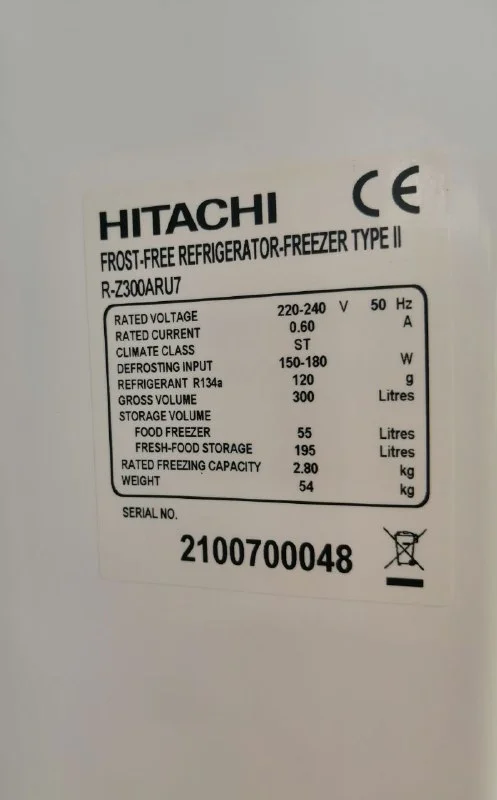 HITACHI CE
FROST-FREE REFRIGERATOR-FREEZER TYPE II
R-Z300ARU7
RATED VOLTAGE 220-240 V 50 Hz
RATED CURRENT 0.60 A
CLIMATE CLASS ST
DEFROSTING INPUT 150-180 W
REFRIGERANT R134a 120 g
GROSS VOLUME 300 Litres
STORAGE VOLUME
FOOD FREEZER 55 Litres
FRESH-FOOD STORAGE 195 Litres
RATED FREEZING CAPACITY 2.80 kg
WEIGHT 54 kg
SERIAL NO.
2100700048